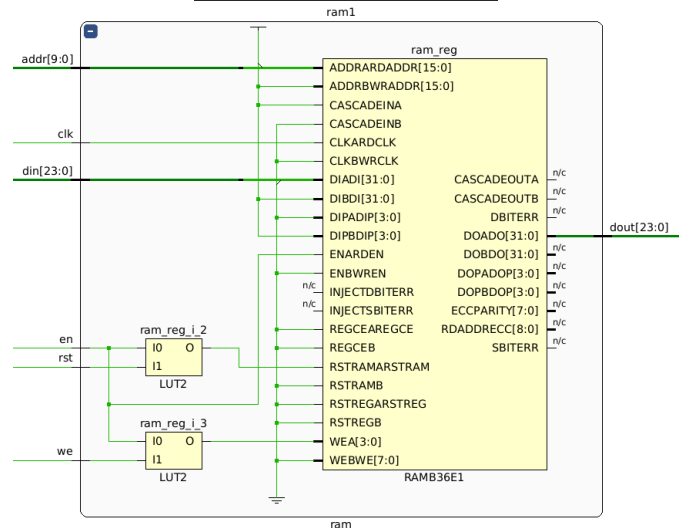 ram1
ram_reg
addr[9:0]
ADDRARDADDR[15:0]
ADDRBWRADDR[15:0]
CASCADEINA
CASCADEINB
clk
CLKARDCLK
CLKBWRCLK
din[23:0]
DIADI[31:0]
CASCADEOUTA
n/c
DIBDI[31:0]
CASCADEOUTB
n/c
DIPADIP[3:0]
DBITERR
n/c
DIPBDIP[3:0]
DOADO[31:0]
dout[23:0]
ENARDEN
DOBDO[31:0]
n/c
ENBWREN
DOPADOP[3:0]
n/c
n/c
INJECTDBITERR
DOPBDOP[3:0]
n/c
n/c
INJECTSBITERR
ECCPARITY[7:0]
n/c
REGCEAREGCE
RDADDRECC[8:0]
n/c
en
ram_reg_i_2
I0
O
REGCEB
SBITERR
n/c
rst
I1
LUT2
RSTRAMARSTRAM
RSTRAMB
RSTREGARSTREG
RSTREGB
ram_reg_i_3
I0
O
WEA[3:0]
we
I1
LUT2
WEBWE[7:0]
RAMB36E1
ram